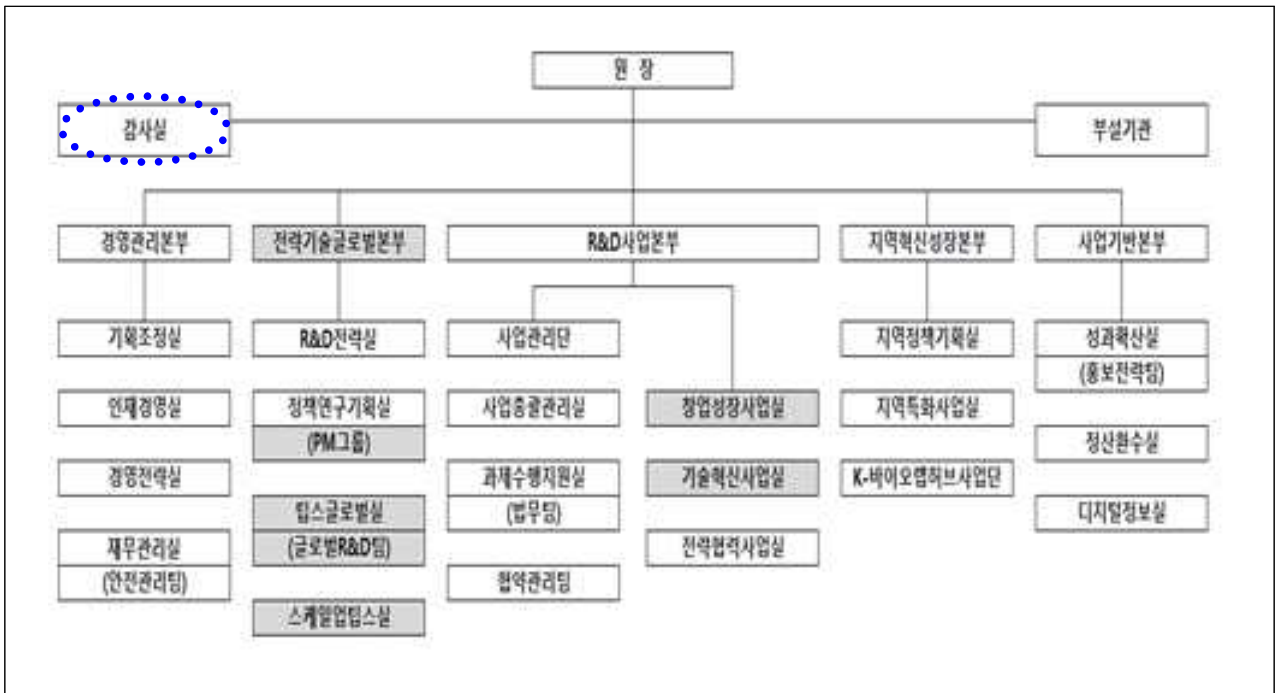 원 장
감사실
부설기관
경영관리본부
전략기술글로벌본부
R&D사업본부
지역혁신성장본부
사업기반본부
기획조정실
R&D전략실
사업관리단
지역정책기획실
성과확산실
(홍보전략팀)
인재경영실
정책연구기획실
(PM그룹)
사업총괄관리실
창업성장사업실
지역특화사업실
정산환수실
경영전략실
팁스글로벌실
(글로벌R&D팀)
과제수행지원실
(법무팀)
기술혁신사업실
K-바이오랩허브사업단
디지털정보실
재무관리실
(안전관리팀)
스케일업팁스실
협약관리팀
전략협력사업실